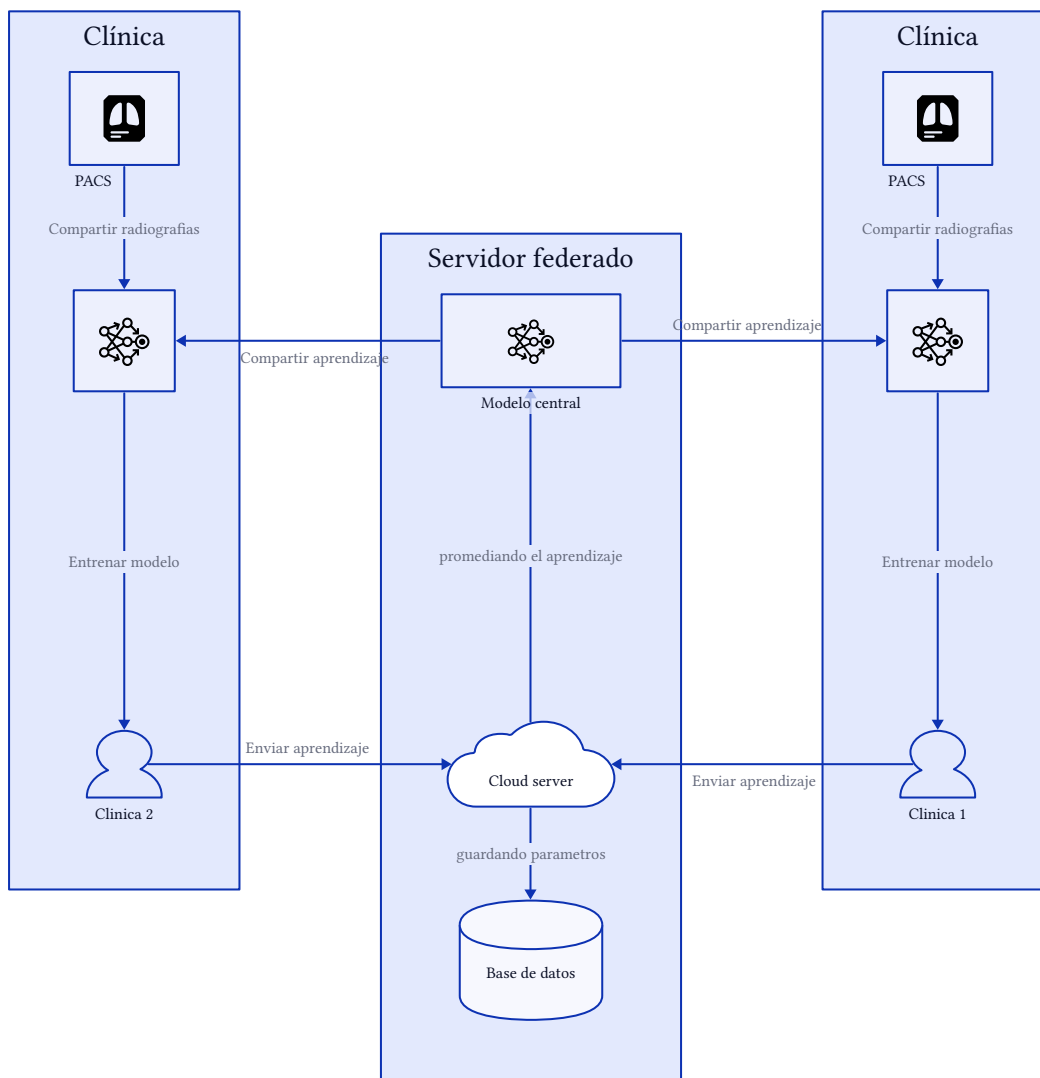 Clínica
Clínica
PACS
PACS
Compartir radiografias
Compartir radiografias
Servidor federado
Compartir aprendizaje
Compartir aprendizaje
Modelo central
Entrenar modelo
promediando el aprendizaje
Entrenar modelo
Enviar aprendizaje
Cloud server
Enviar aprendizaje
Clinica 2
Clinica 1
guardando parametros
Base de datos